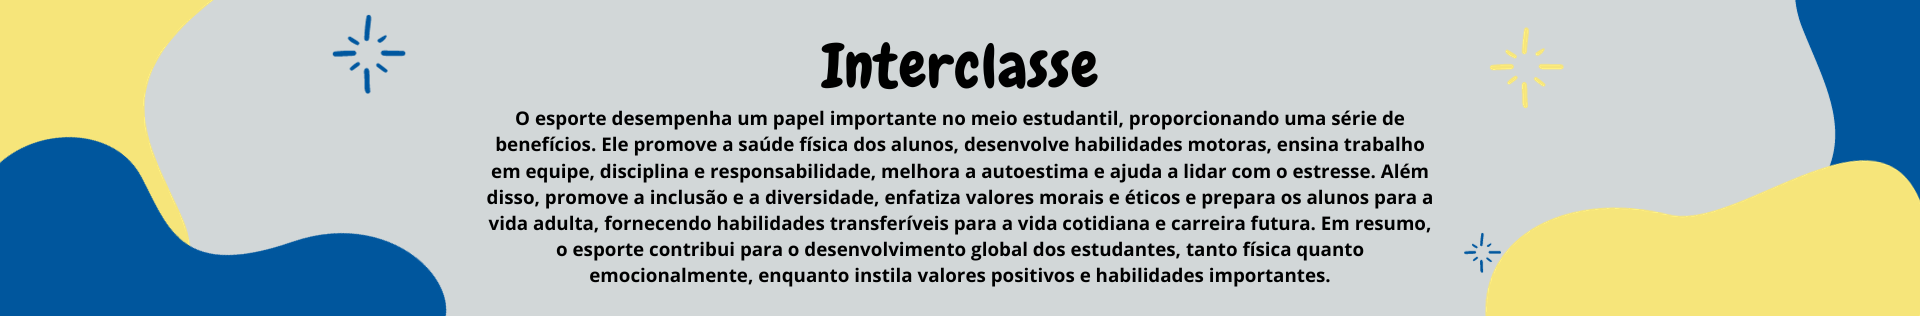 Interclasse
O esporte desempenha um papel importante no meio estudantil, proporcionando uma série de
benefícios. Ele promove a saúde física dos alunos, desenvolve habilidades motoras, ensina trabalho
em equipe, disciplina e responsabilidade, melhora a autoestima e ajuda a lidar com o estresse. Além
disso, promove a inclusão e a diversidade, enfatiza valores morais e éticos e prepara os alunos para a
vida adulta, fornecendo habilidades transferíveis para a vida cotidiana e carreira futura. Em resumo,
o esporte contribui para o desenvolvimento global dos estudantes, tanto física quanto
emocionalmente, enquanto instila valores positivos e habilidades importantes.